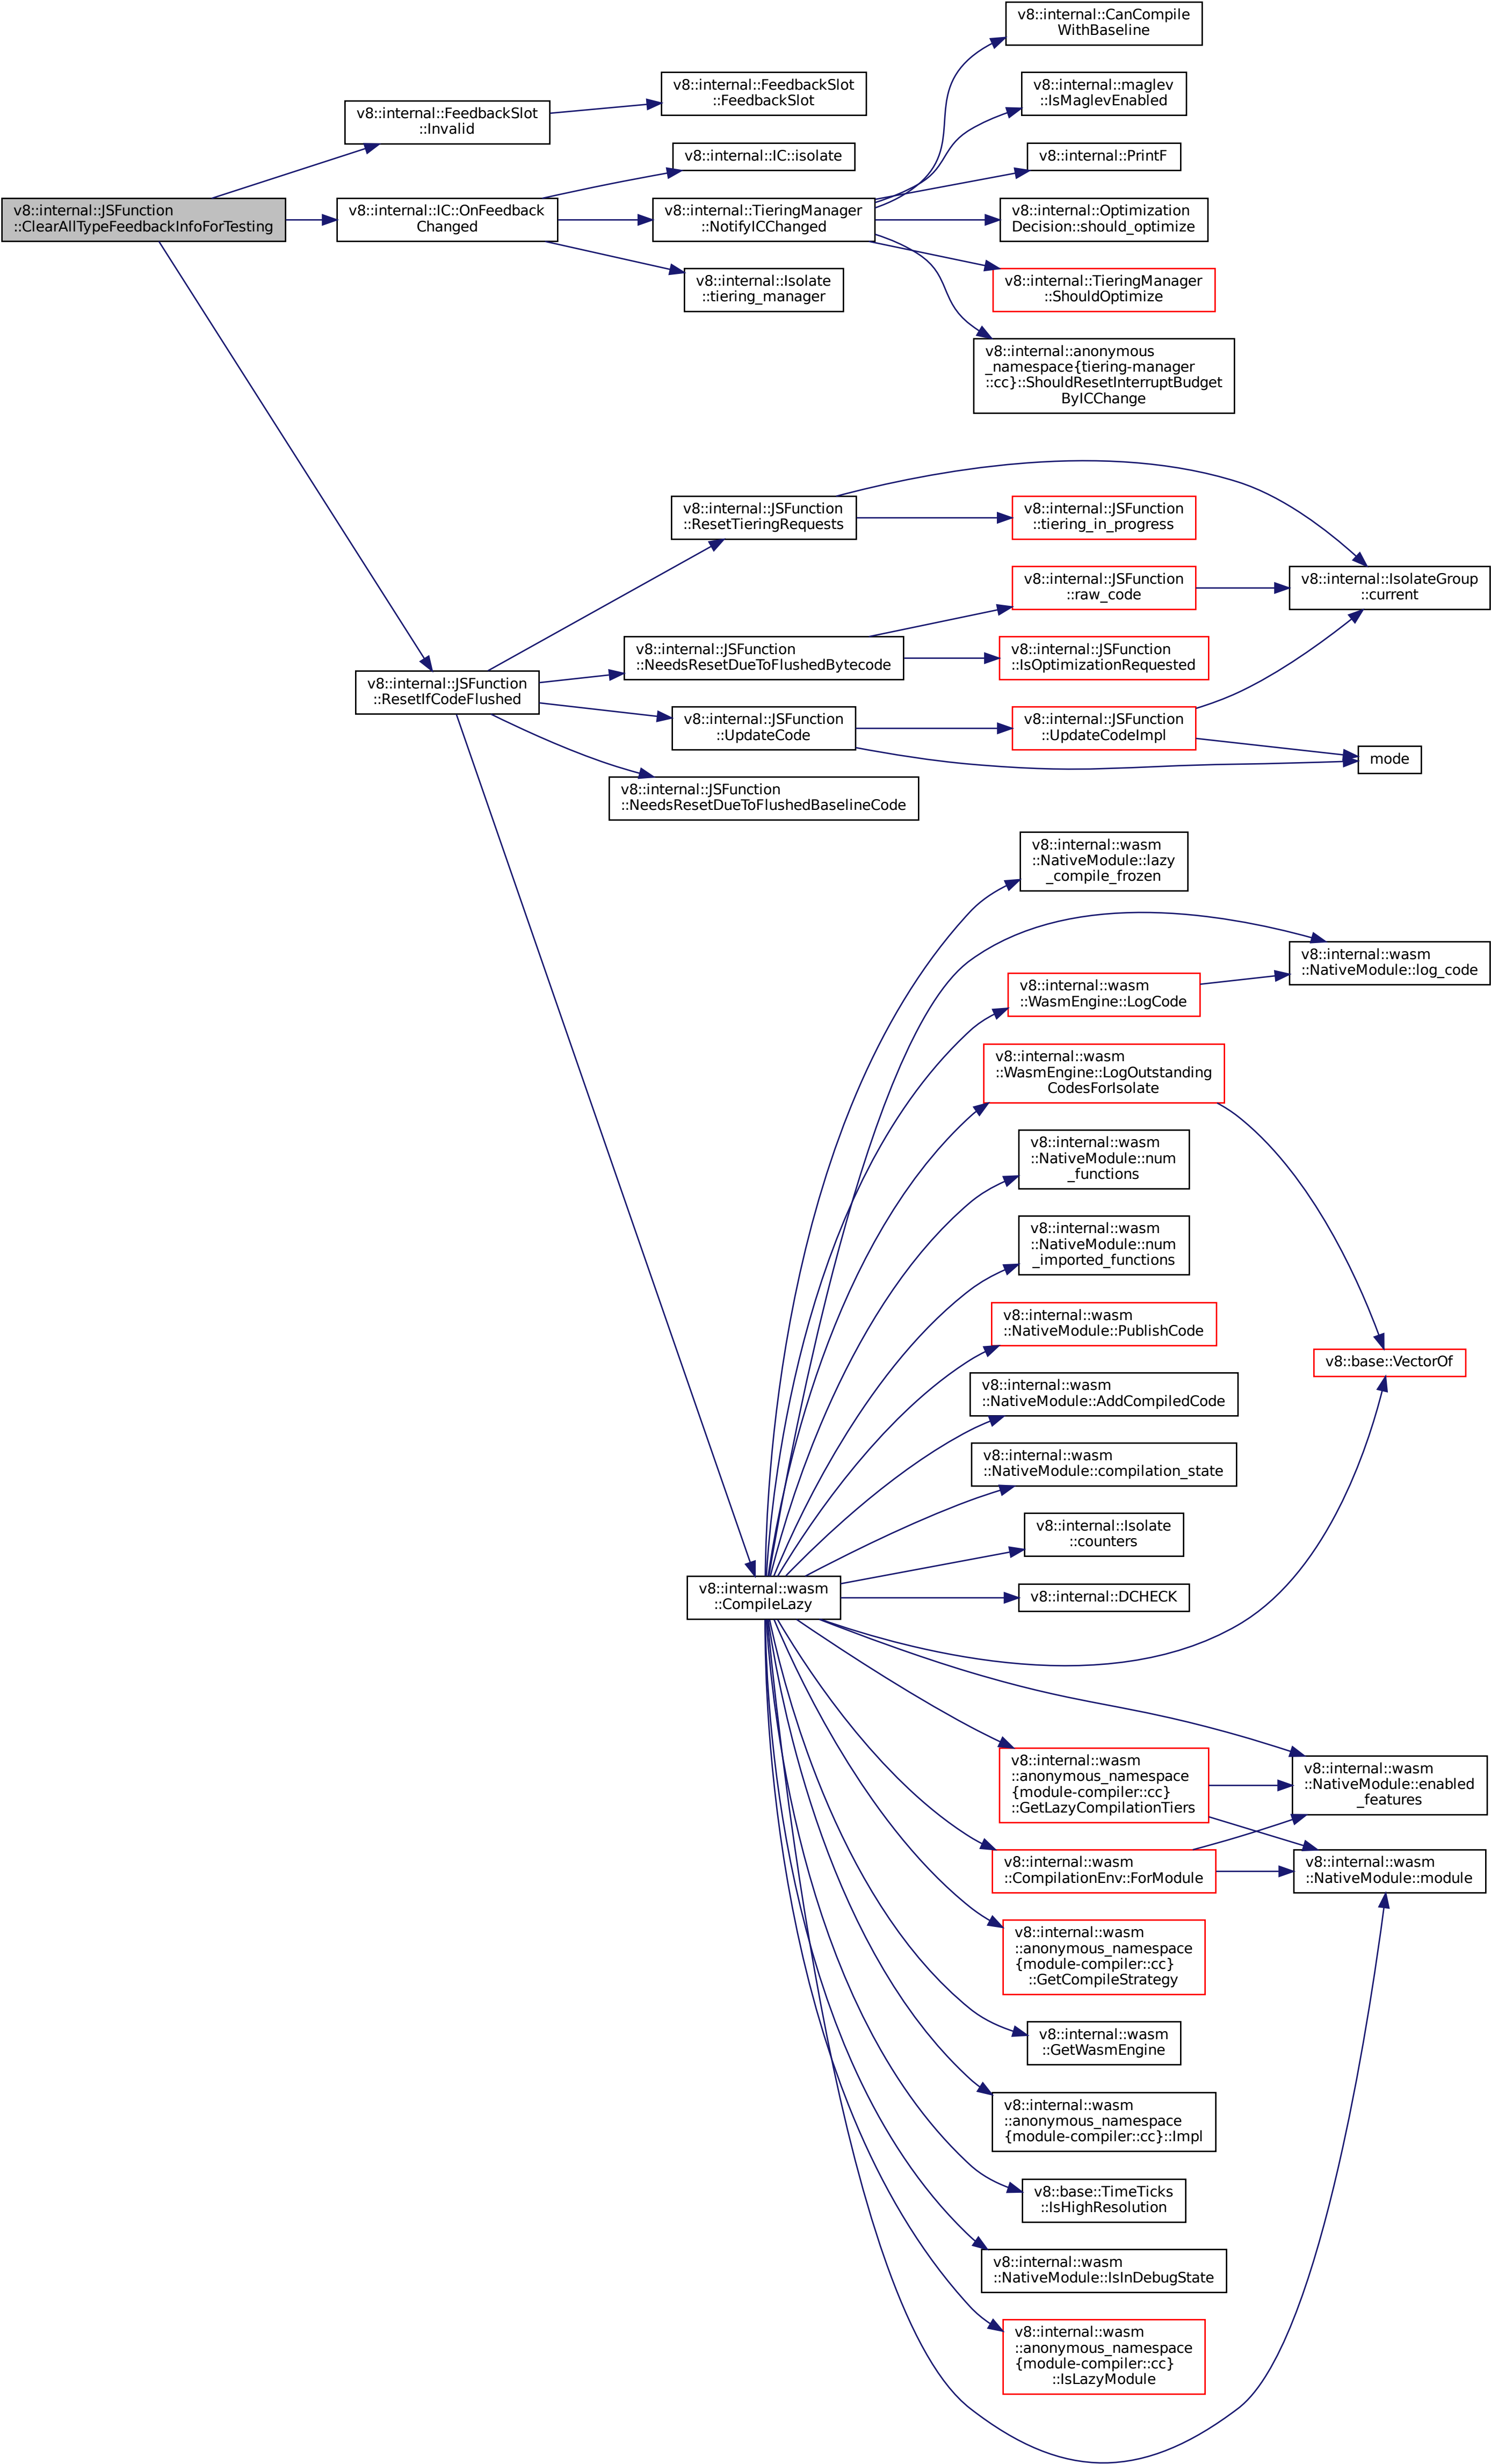 v8::internal::JSFunction
::ClearAllTypeFeedbackInfoForTesting
v8::internal::FeedbackSlot
::Invalid
v8::internal::FeedbackSlot
::FeedbackSlot
v8::internal::IC::OnFeedback
Changed
v8::internal::IC::isolate
v8::internal::TieringManager
::NotifyICChanged
v8::internal::Isolate
::tiering_manager
v8::internal::CanCompile
WithBaseline
v8::internal::maglev
::IsMaglevEnabled
v8::internal::PrintF
v8::internal::Optimization
Decision::should_optimize
v8::internal::TieringManager
::ShouldOptimize
v8::internal::anonymous
_namespace{tiering-manager
::cc}::ShouldResetInterruptBudget
ByICChange
v8::internal::JSFunction
::ResetIfCodeFlushed
v8::internal::JSFunction
::ResetTieringRequests
v8::internal::JSFunction
::tiering_in_progress
v8::internal::IsolateGroup
::current
v8::internal::JSFunction
::NeedsResetDueToFlushedBytecode
v8::internal::JSFunction
::raw_code
v8::internal::JSFunction
::IsOptimizationRequested
v8::internal::JSFunction
::UpdateCode
v8::internal::JSFunction
::UpdateCodeImpl
mode
v8::internal::JSFunction
::NeedsResetDueToFlushedBaselineCode
v8::internal::wasm
::CompileLazy
v8::internal::wasm
::NativeModule::lazy
_compile_frozen
v8::internal::wasm
::NativeModule::log_code
v8::internal::wasm
::WasmEngine::LogCode
v8::internal::wasm
::WasmEngine::LogOutstanding
CodesForIsolate
v8::internal::wasm
::NativeModule::num
_functions
v8::internal::wasm
::NativeModule::num
_imported_functions
v8::internal::wasm
::NativeModule::PublishCode
v8::base::VectorOf
v8::internal::wasm
::NativeModule::AddCompiledCode
v8::internal::wasm
::NativeModule::compilation_state
v8::internal::Isolate
::counters
v8::internal::DCHECK
v8::internal::wasm
::anonymous_namespace
{module-compiler::cc}
::GetLazyCompilationTiers
v8::internal::wasm
::NativeModule::enabled
_features
v8::internal::wasm
::CompilationEnv::ForModule
v8::internal::wasm
::NativeModule::module
v8::internal::wasm
::anonymous_namespace
{module-compiler::cc}
::GetCompileStrategy
v8::internal::wasm
::GetWasmEngine
v8::internal::wasm
::anonymous_namespace
{module-compiler::cc}::Impl
v8::base::TimeTicks
::IsHighResolution
v8::internal::wasm
::NativeModule::IsInDebugState
v8::internal::wasm
::anonymous_namespace
{module-compiler::cc}
::IsLazyModule